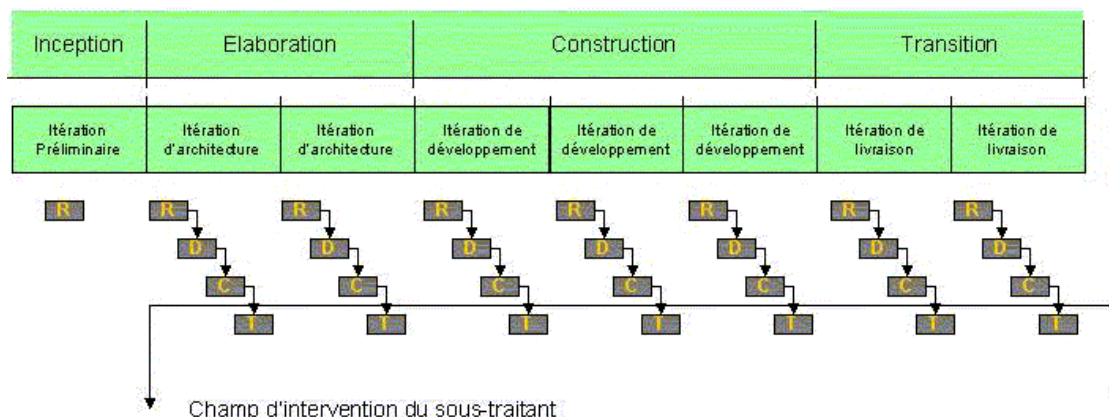 Inception Elaboration Construction Transition
Itération Itération Itération Itération de Itération de Itération de Itération de Itération de
Préliminaire d'architecture d'architecture développement développement développement livraison livraison
R R R R R R R R
D D D D D D D
C C C C C C C
T T T T T T T
Champ d'intervention du sous-traitant